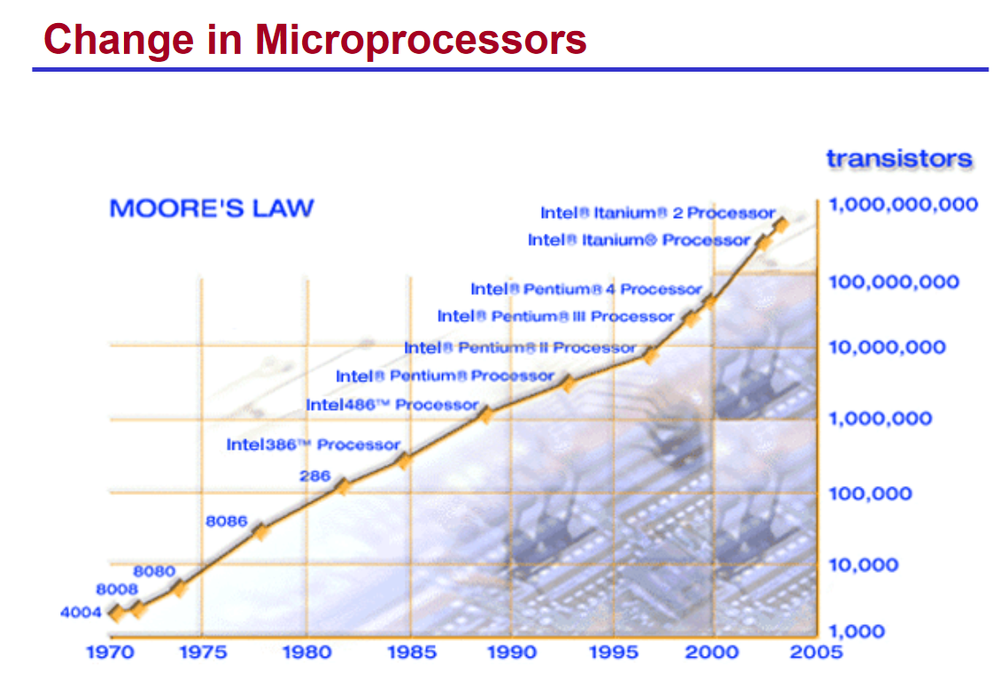 Change in Microprocessors
transistors
MOORE'S LAW
1,000,000,000
Intel® Itanium® 2 Processor
Intel® Itanium® Processor
100,000,000
Intel® Pentium® 4 Processor
Intel® Pentium® III Processor
10,000,000
Intel® Pentium® II Processor
Intel® Pentium® Processor
Intel486™ Processor
1,000,000
Intel386™ Processor
286
100,000
8086
10,000
8080
8008
4004
1,000
1970 1975 1980 1985 1990 1995 2000 2005